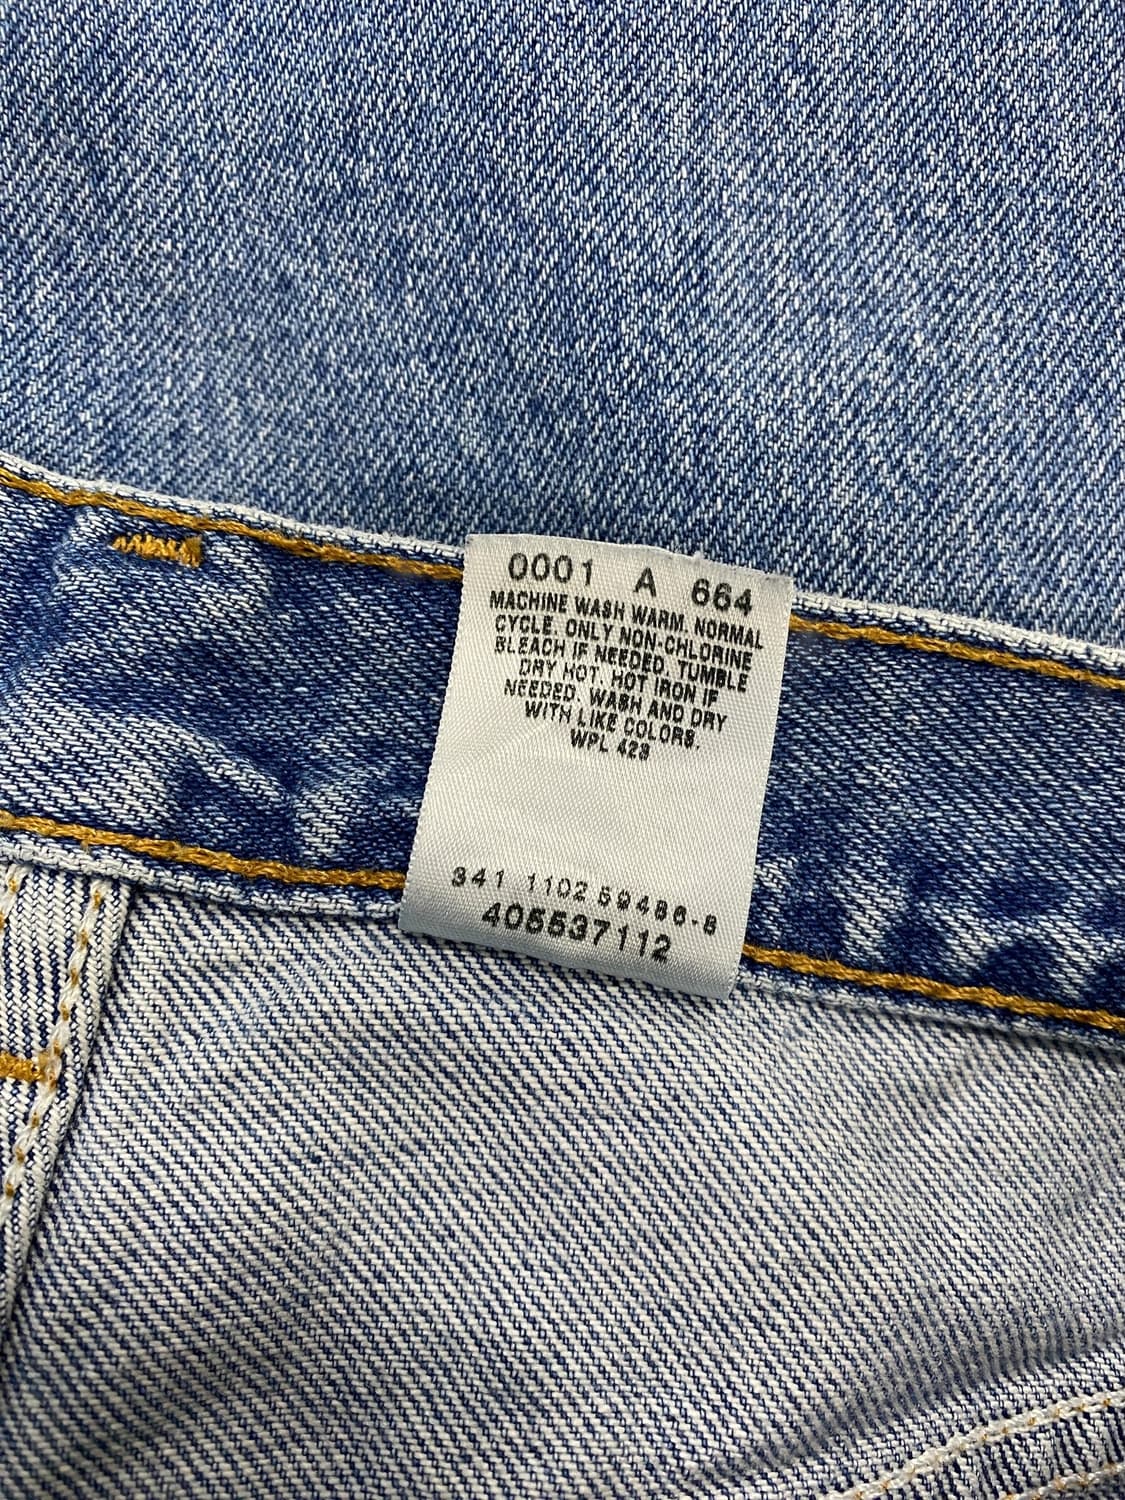 0001 A 664
MACHINE WASH WARM. NORMAL
CYCLE. ONLY NON-CHLORINE
BLEACH IF NEEDED. TUMBLE
DRY HOT. HOT IRON IF
NEEDED. WASH AND DRY
WITH LIKE COLORS.
WPL 423
341 1102 59486-8
405537112